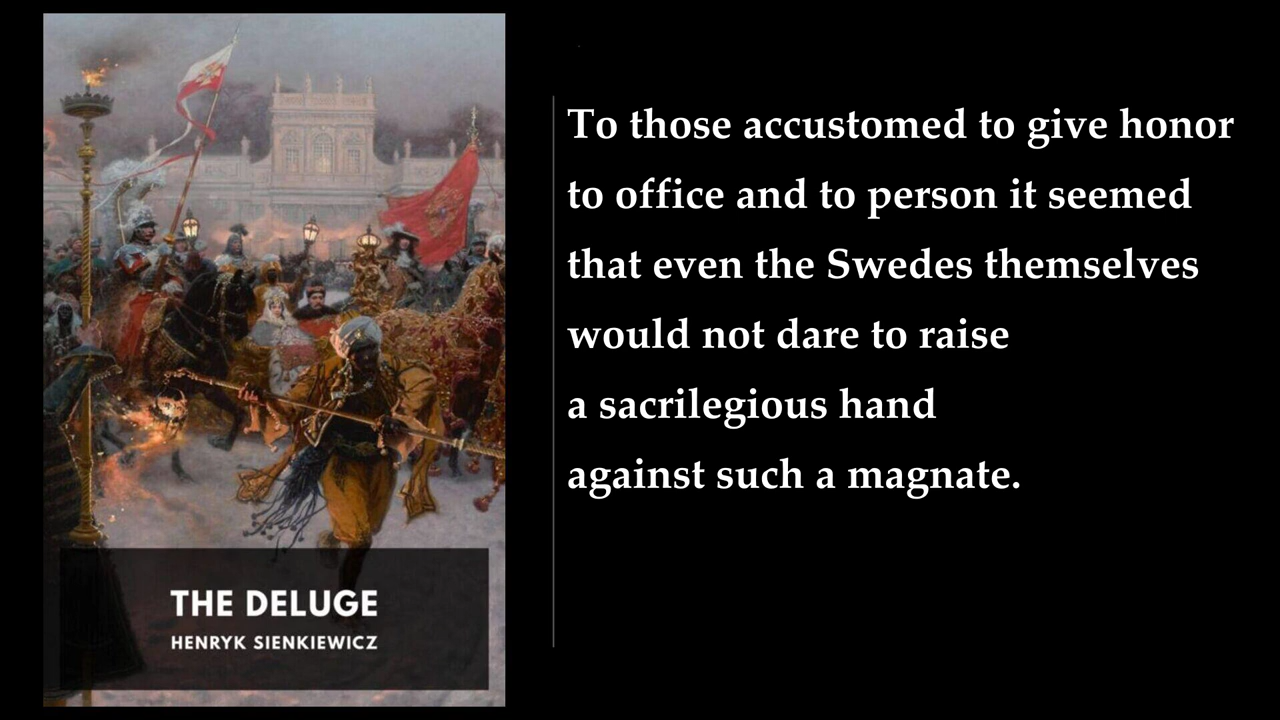 To those accustomed to give honor
to office and to person it seemed
that even the Swedes themselves
would not dare to raise
a sacrilegious hand
against such a magnate.
THE DELUGE
HENRYK SIENKIEWICZ